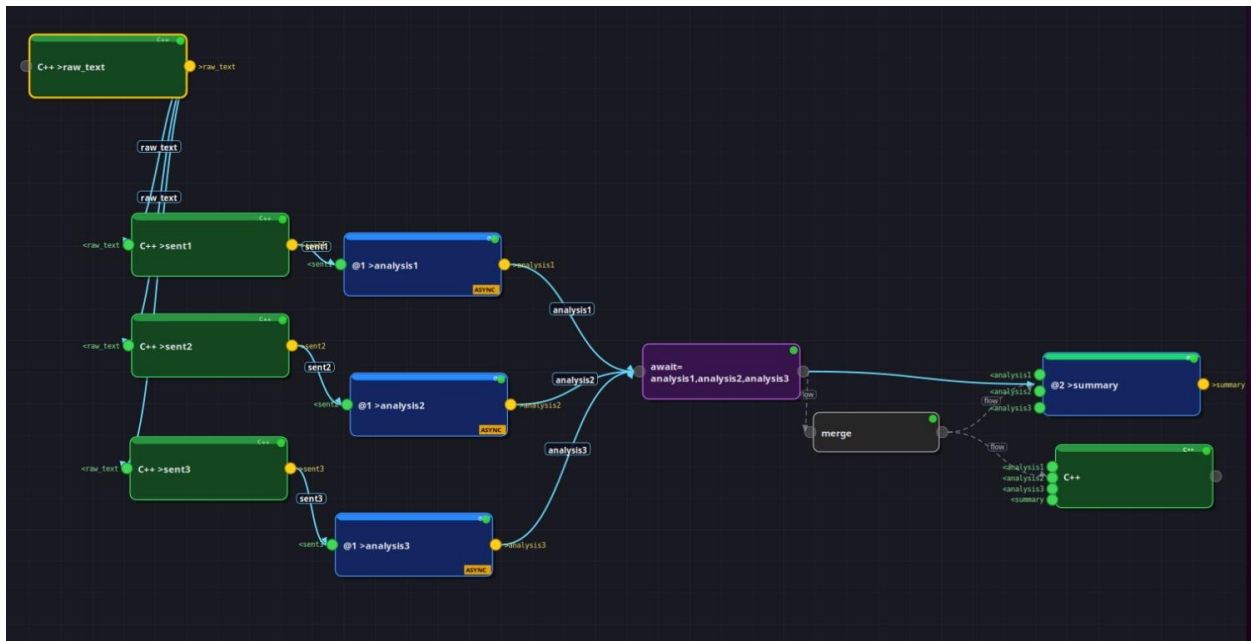 C++
C++ >raw_text
>raw_text
raw_text
raw_text
C++
<raw_text
C++ >sent1
sent1
<sent1
@1 >analysis1
>analysis1
ASYNC
analysis1
C++
<raw_text
C++ >sent2
>sent2
sent2
<sent2
@1 >analysis2
>analysis2
ASYNC
analysis2
await=
analysis1,analysis2,analysis3
<analysis1
<analysis2
<analysis3
@2 >summary
>summary
flow
merge
flow
C++
<raw_text
C++ >sent3
>sent3
sent3
analysis3
<analysis1
<analysis2
<analysis3
<summary
C++
C++
@1 >analysis3
>analysis3
ASYNC